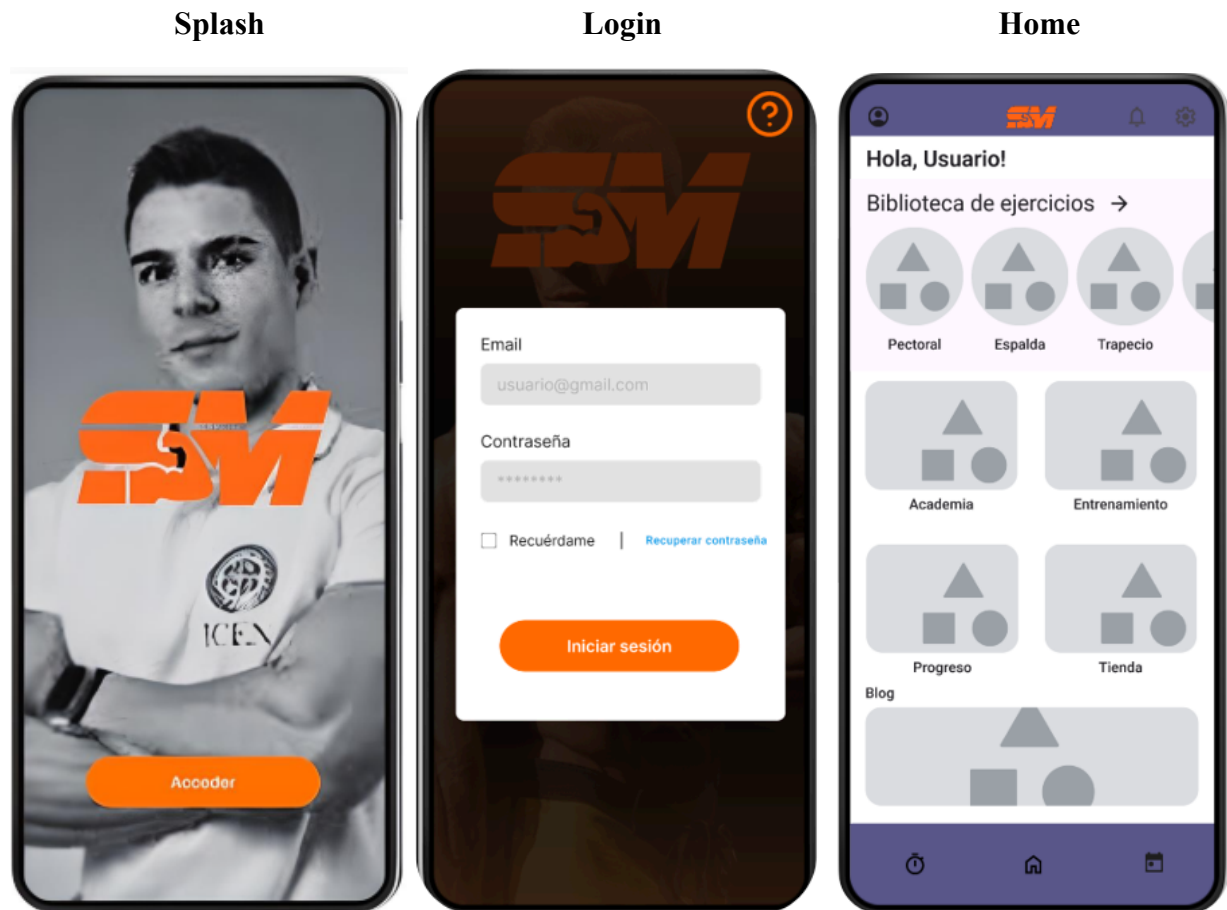 Splash
Login
Home
SM
ICEN
Acceder
?
SM
Email
usuario@gmail.com
Contraseña
********
Recuérdame | Recuperar contraseña
Iniciar sesión
SM
Hola, Usuario!
Biblioteca de ejercicios →
Pectoral Espalda Trapecio
Academia Entrenamiento
Progreso Tienda
Blog